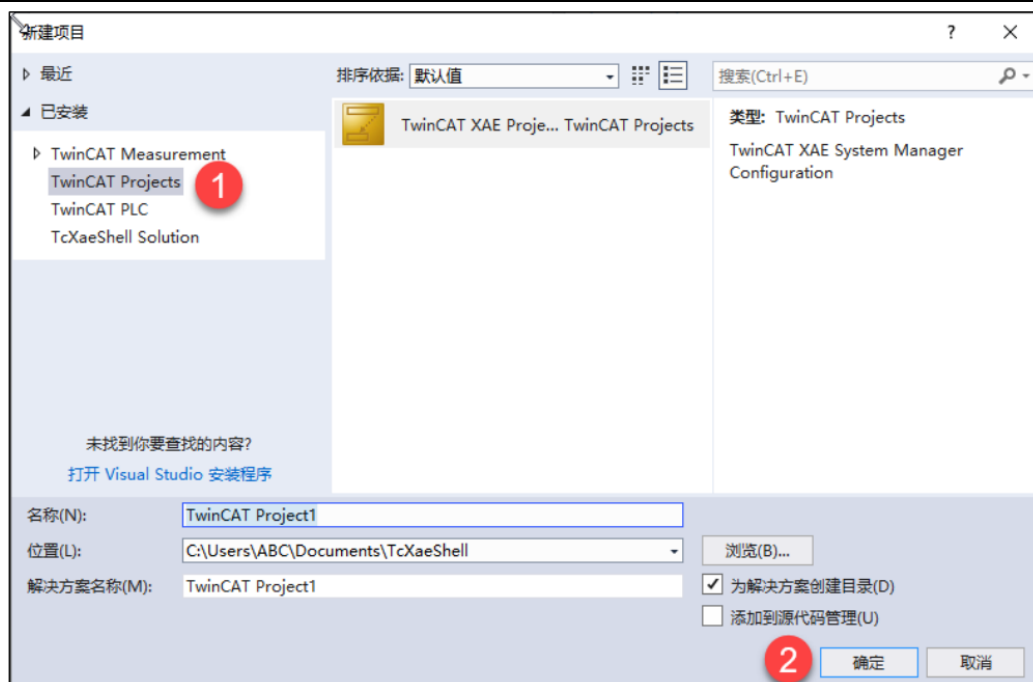 新建项目
?
最近
排序依据: 默认值
搜索(Ctrl+E)
已安装
TwinCAT Measurement
TwinCAT Projects
1
TwinCAT PLC
TcXaeShell Solution
未找到你要查找的内容?
打开 Visual Studio 安装程序
TwinCAT XAE Proje... TwinCAT Projects
类型: TwinCAT Projects
TwinCAT XAE System Manager
Configuration
名称(N): TwinCAT Project1
位置(L): C:\Users\ABC\Documents\TcXaeShell
浏览(B)...
解决方案名称(M): TwinCAT Project1
为解决方案创建目录(D)
添加到源代码管理(U)
2
确定
取消